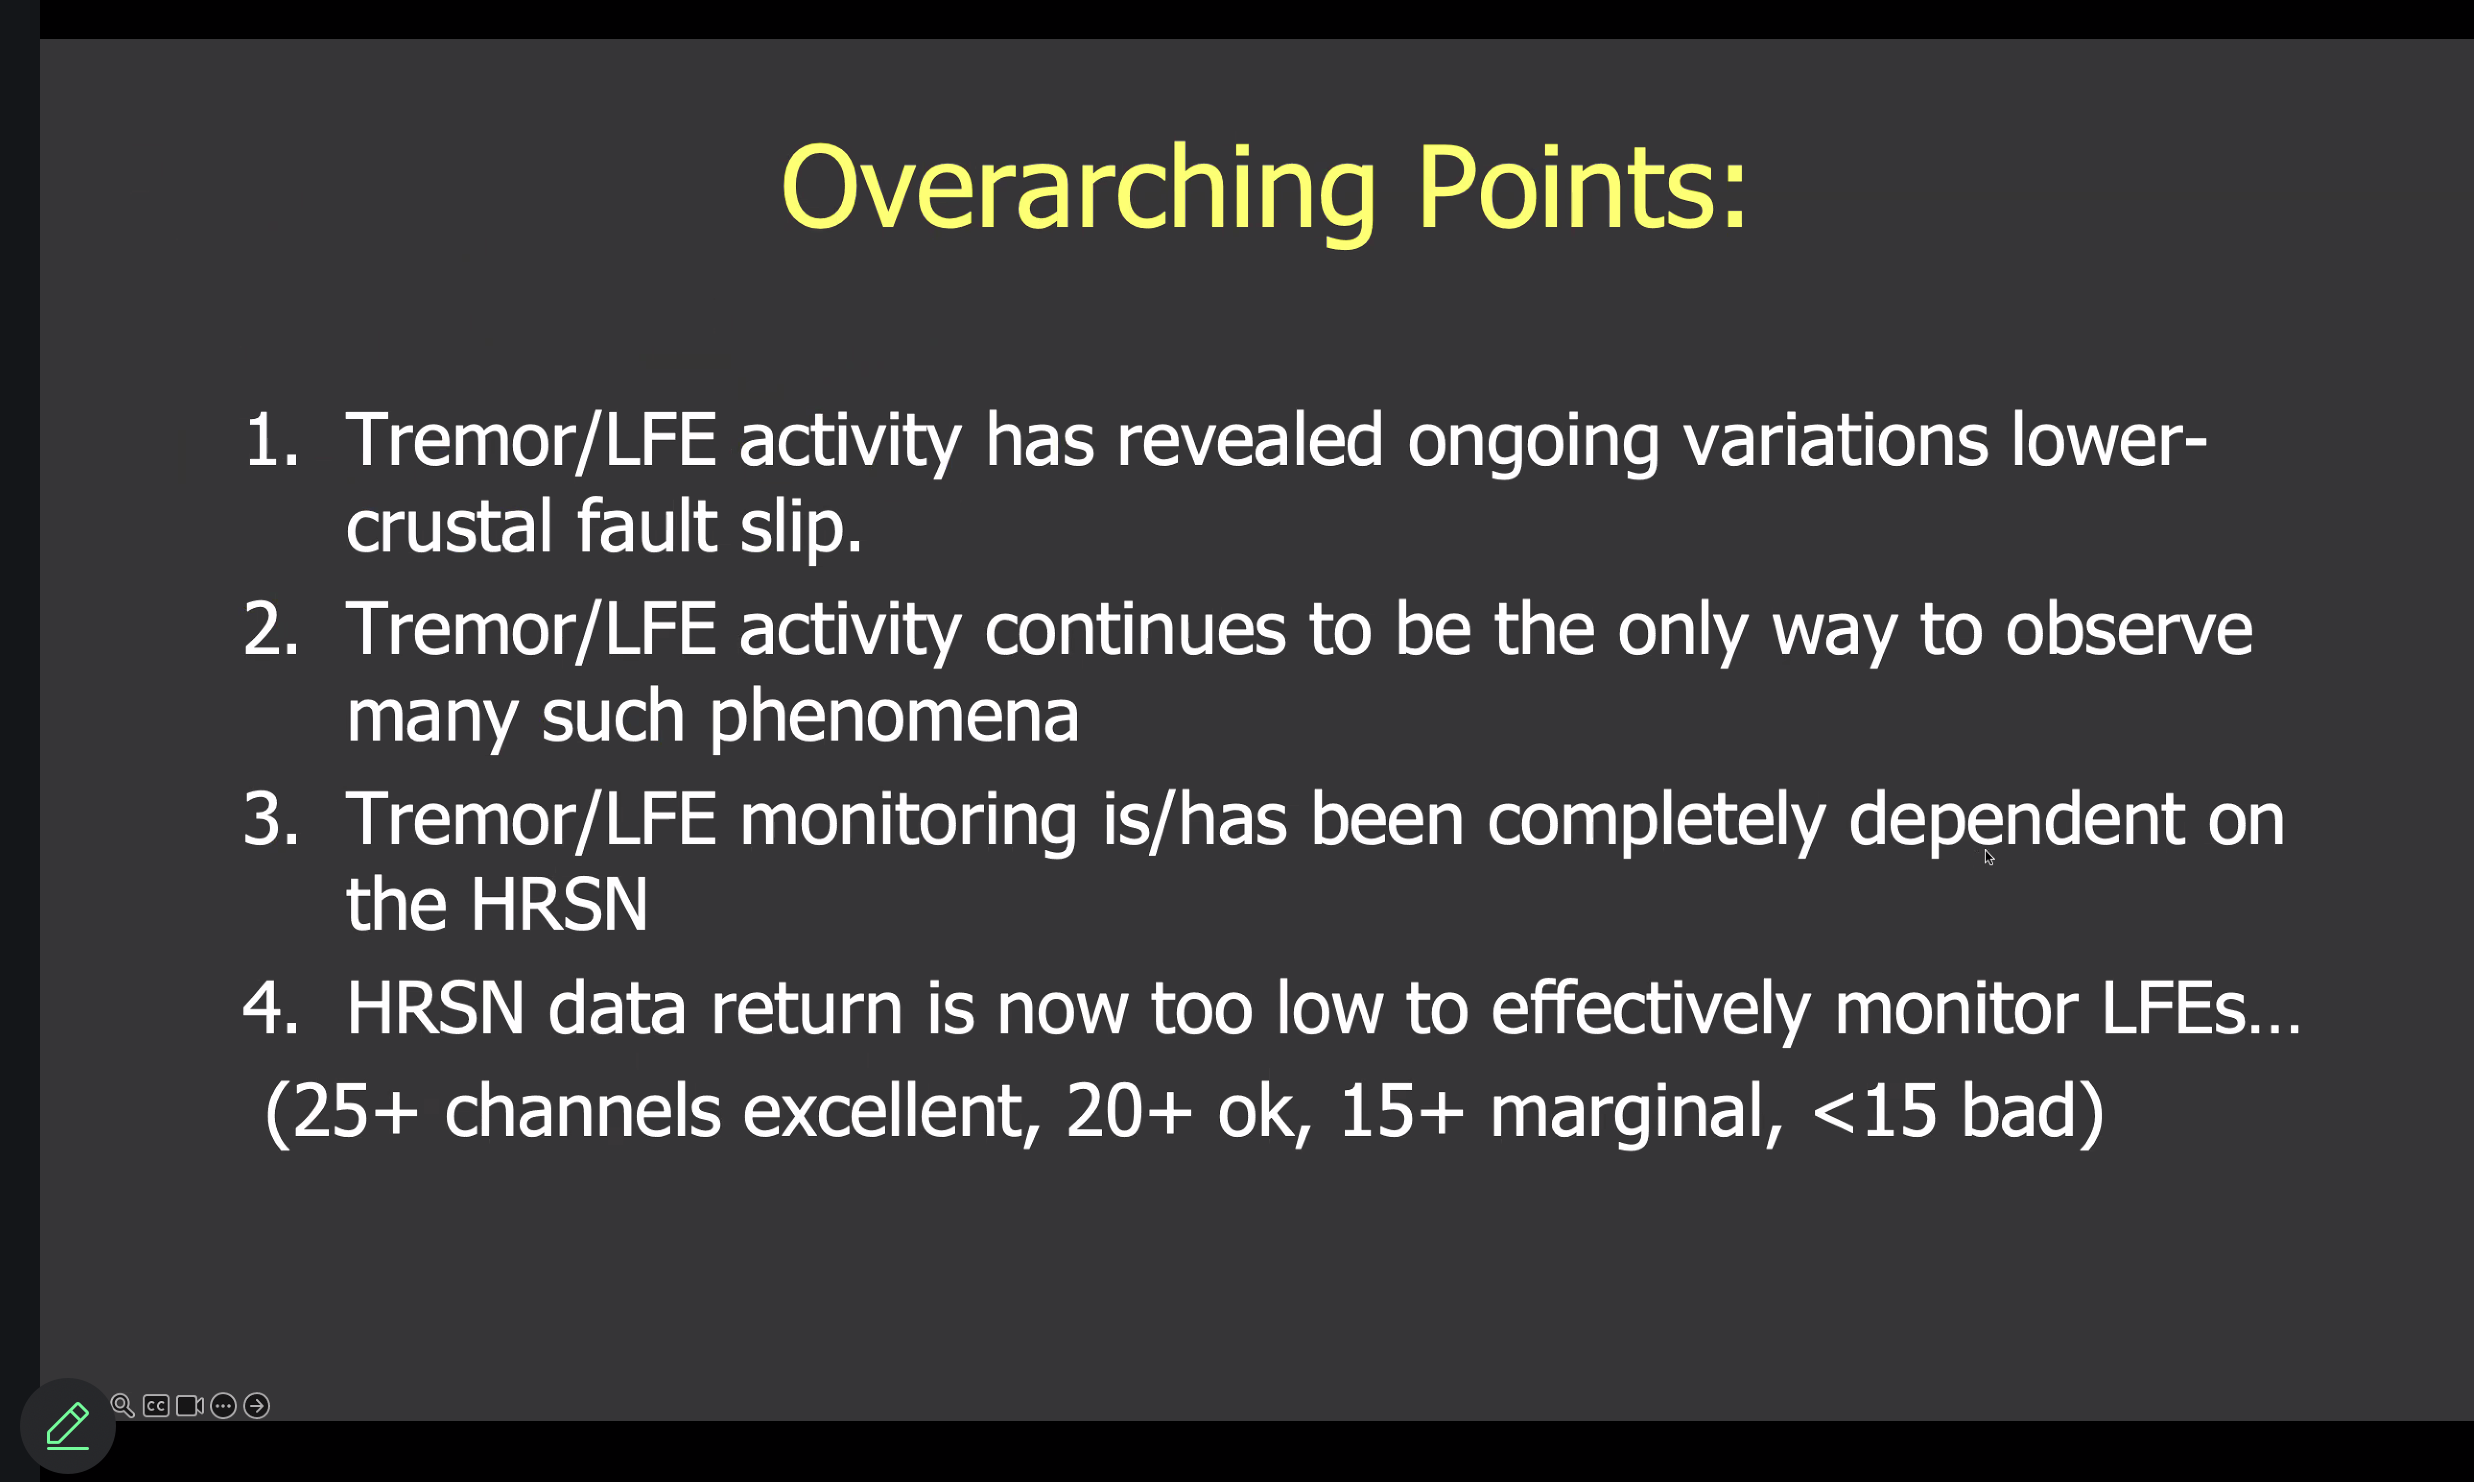 Overarching Points:
1. Tremor/LFE activity has revealed ongoing variations lower-
crustal fault slip.
2. Tremor/LFE activity continues to be the only way to observe
many such phenomena
3. Tremor/LFE monitoring is/has been completely dependent on
the HRSN
4. HRSN data return is now too low to effectively monitor LFEs...
(25+ channels excellent, 20+ ok, 15+ marginal, <15 bad)
CC